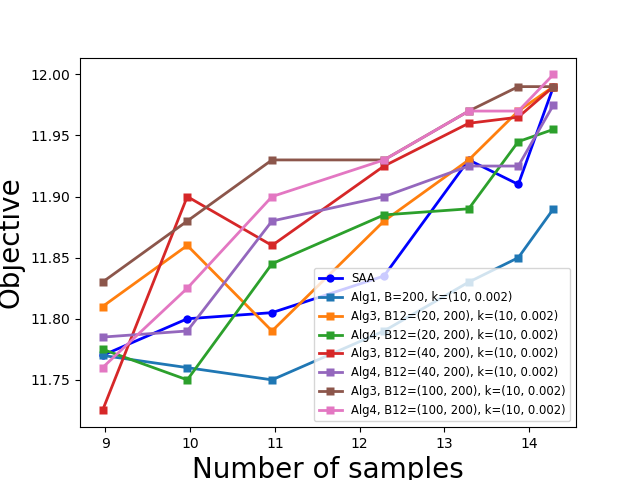 12.00
11.95
11.90
11.85
11.80
11.75
Objective
SAA
Alg1, B=200, k=(10, 0.002)
Alg3, B12=(20, 200), k=(10, 0.002)
Alg4, B12=(20, 200), k=(10, 0.002)
Alg3, B12=(40, 200), k=(10, 0.002)
Alg4, B12=(40, 200), k=(10, 0.002)
Alg3, B12=(100, 200), k=(10, 0.002)
Alg4, B12=(100, 200), k=(10, 0.002)
9 10 11 12 13 14
Number of samples